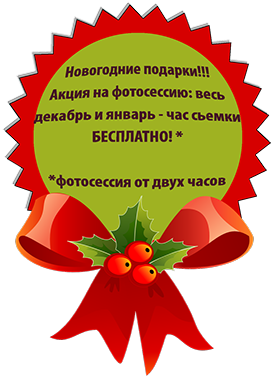 Новогодние подарки!!!
Акция на фотосессию: весь
декабрь и январь - час сьемки
БЕСПЛАТНО! *
*фотосессия от двух часов